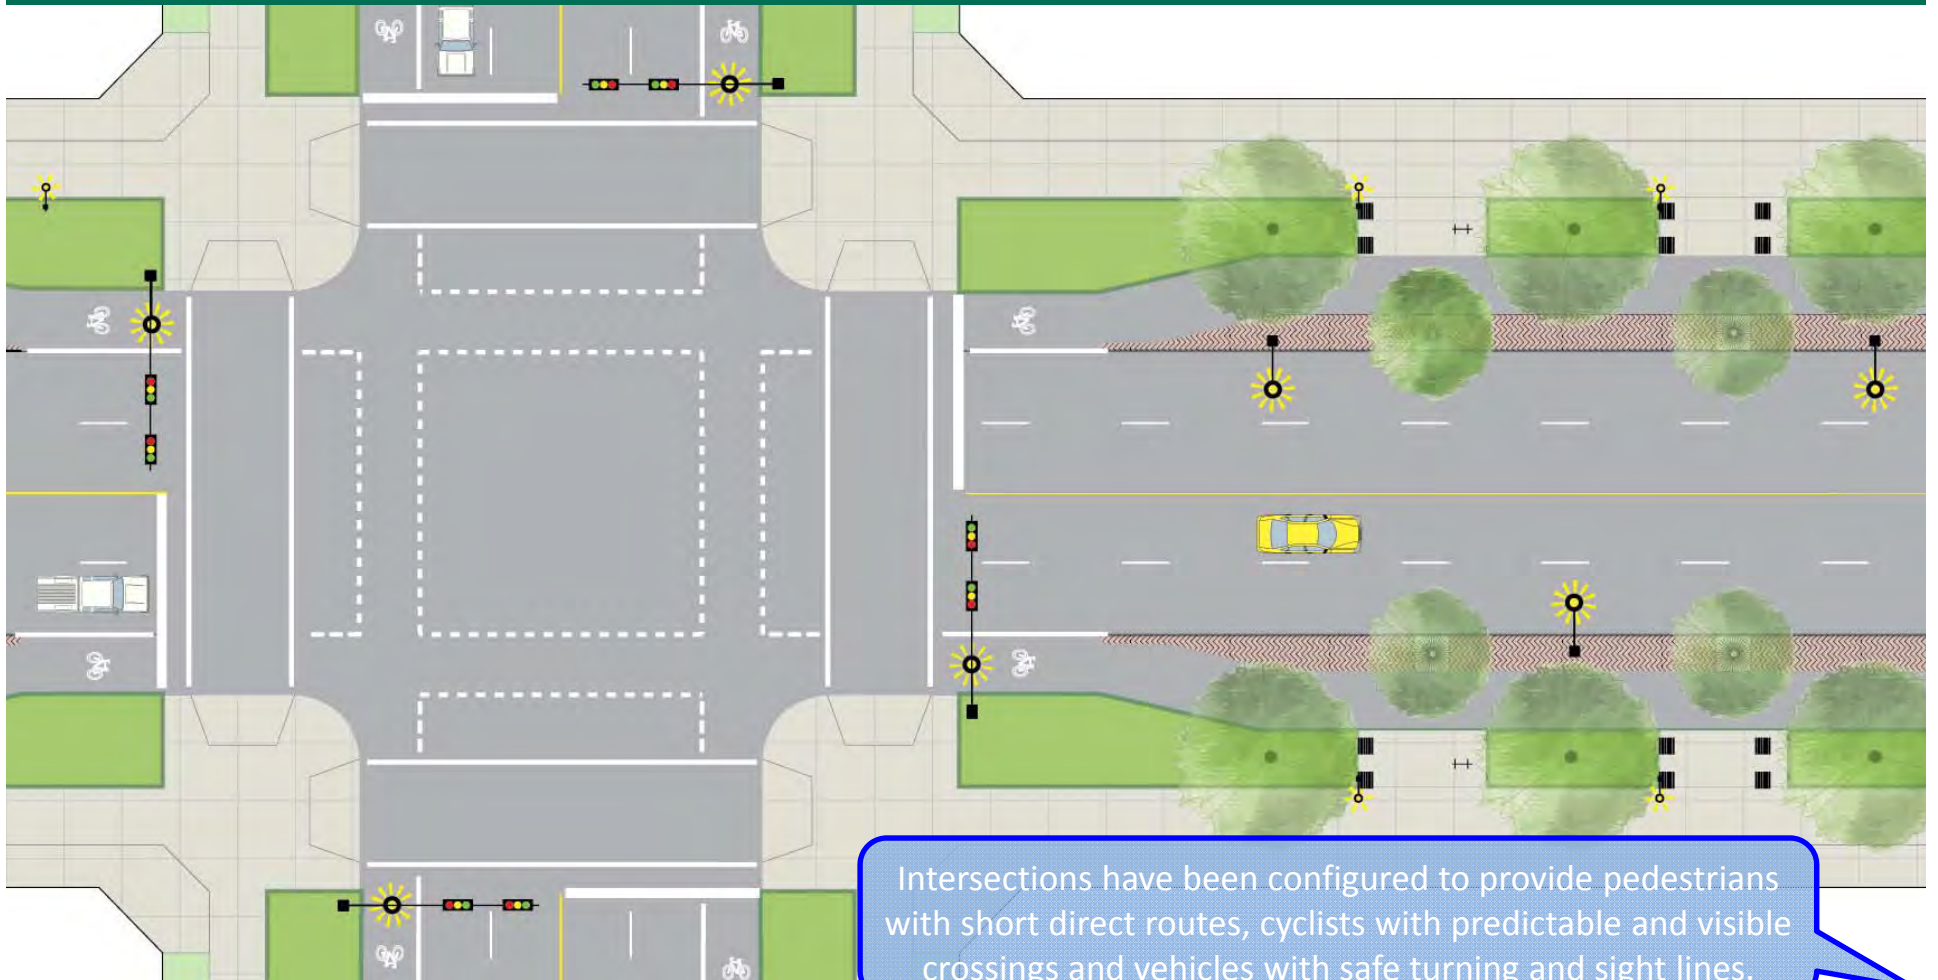 Intersections have been configured to provide pedestrians
with short direct routes, cyclists with predictable and visible
crossings and vehicles with safe turning and sight lines.